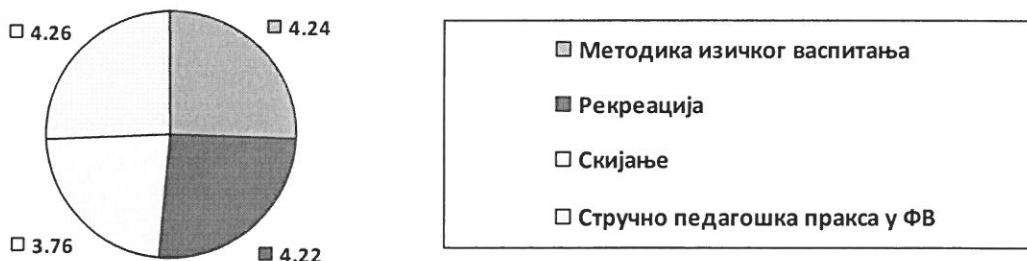 4.26
4.24
3.76
4.22
Методика изичког васпитања
Рекреација
Скијање
Стручно педагошка пракса у ФВ